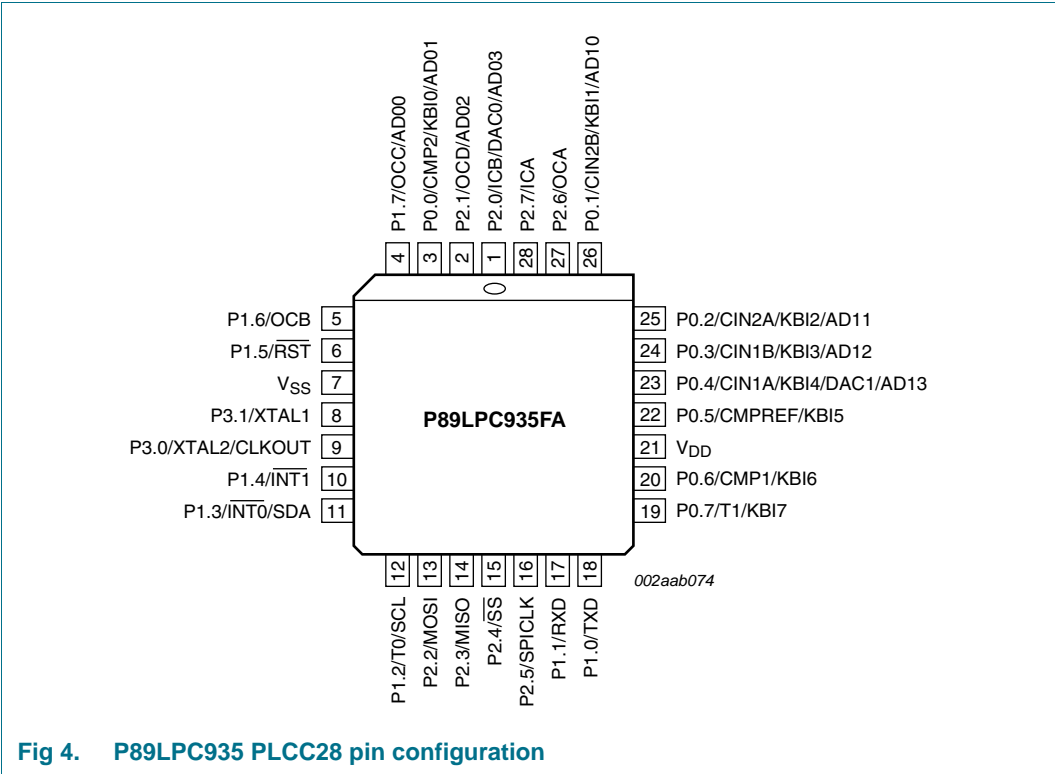 P1.7/OCC/AD00
P0.0/CMP2/KBI0/AD01
P2.1/OCD/AD02
P2.0/ICB/DAC0/AD03
P2.7/ICA
P2.6/OCA
P0.1/CIN2B/KBI1/AD10
4
3
2
1
28
27
26
P1.6/OCB 5
P1.5/R̅S̅T̅ 6
VSS 7
P3.1/XTAL1 8
P3.0/XTAL2/CLKOUT 9
P1.4/I̅N̅T̅1̅ 10
P1.3/I̅N̅T̅0̅/SDA 11
P89LPC935FA
25 P0.2/CIN2A/KBI2/AD11
24 P0.3/CIN1B/KBI3/AD12
23 P0.4/CIN1A/KBI4/DAC1/AD13
22 P0.5/CMPREF/KBI5
21 VDD
20 P0.6/CMP1/KBI6
19 P0.7/T1/KBI7
12
13
14
15
16
17
18
P1.2/T0/SCL
P2.2/MOSI
P2.3/MISO
P2.4/S̅S̅
P2.5/SPICLK
P1.1/RXD
P1.0/TXD
002aab074
Fig 4. P89LPC935 PLCC28 pin configuration